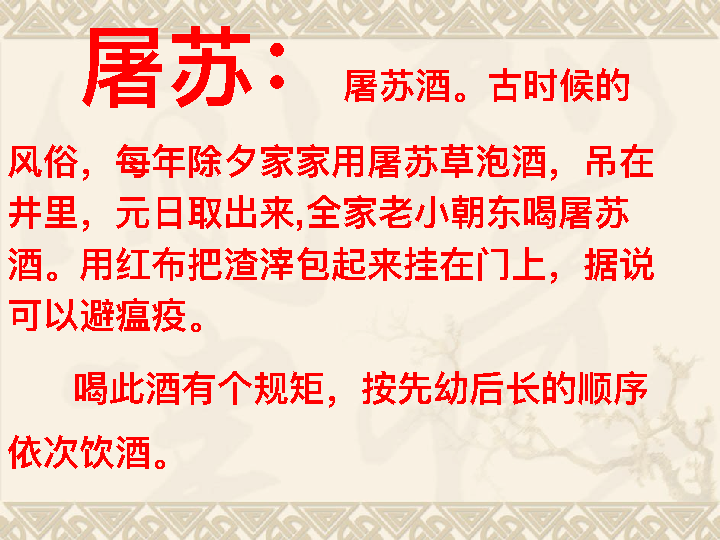 屠苏：屠苏酒。古时候的
风俗，每年除夕家家用屠苏草泡酒，吊在
井里，元日取出来,全家老小朝东喝屠苏
酒。用红布把渣滓包起来挂在门上，据说
可以避瘟疫。
喝此酒有个规矩，按先幼后长的顺序
依次饮酒。